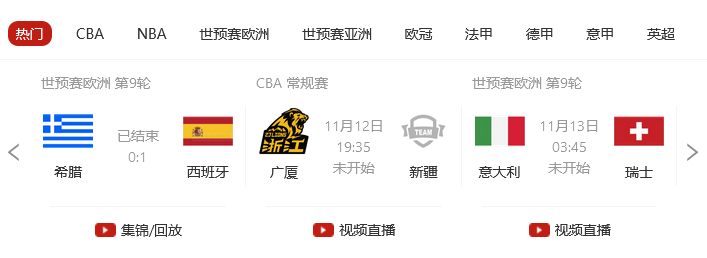 热门 CBA NBA 世预赛欧洲 世预赛亚洲 欧冠 法甲 德甲 意甲 英超
世预赛欧洲 第9轮
已结束
0:1
希腊 西班牙
集锦/回放
CBA 常规赛
ZJ.LIONS
浙江
TEAM
11月12日
19:35
未开始
广厦 新疆
视频直播
世预赛欧洲 第9轮
11月13日
03:45
未开始
意大利 瑞士
视频直播